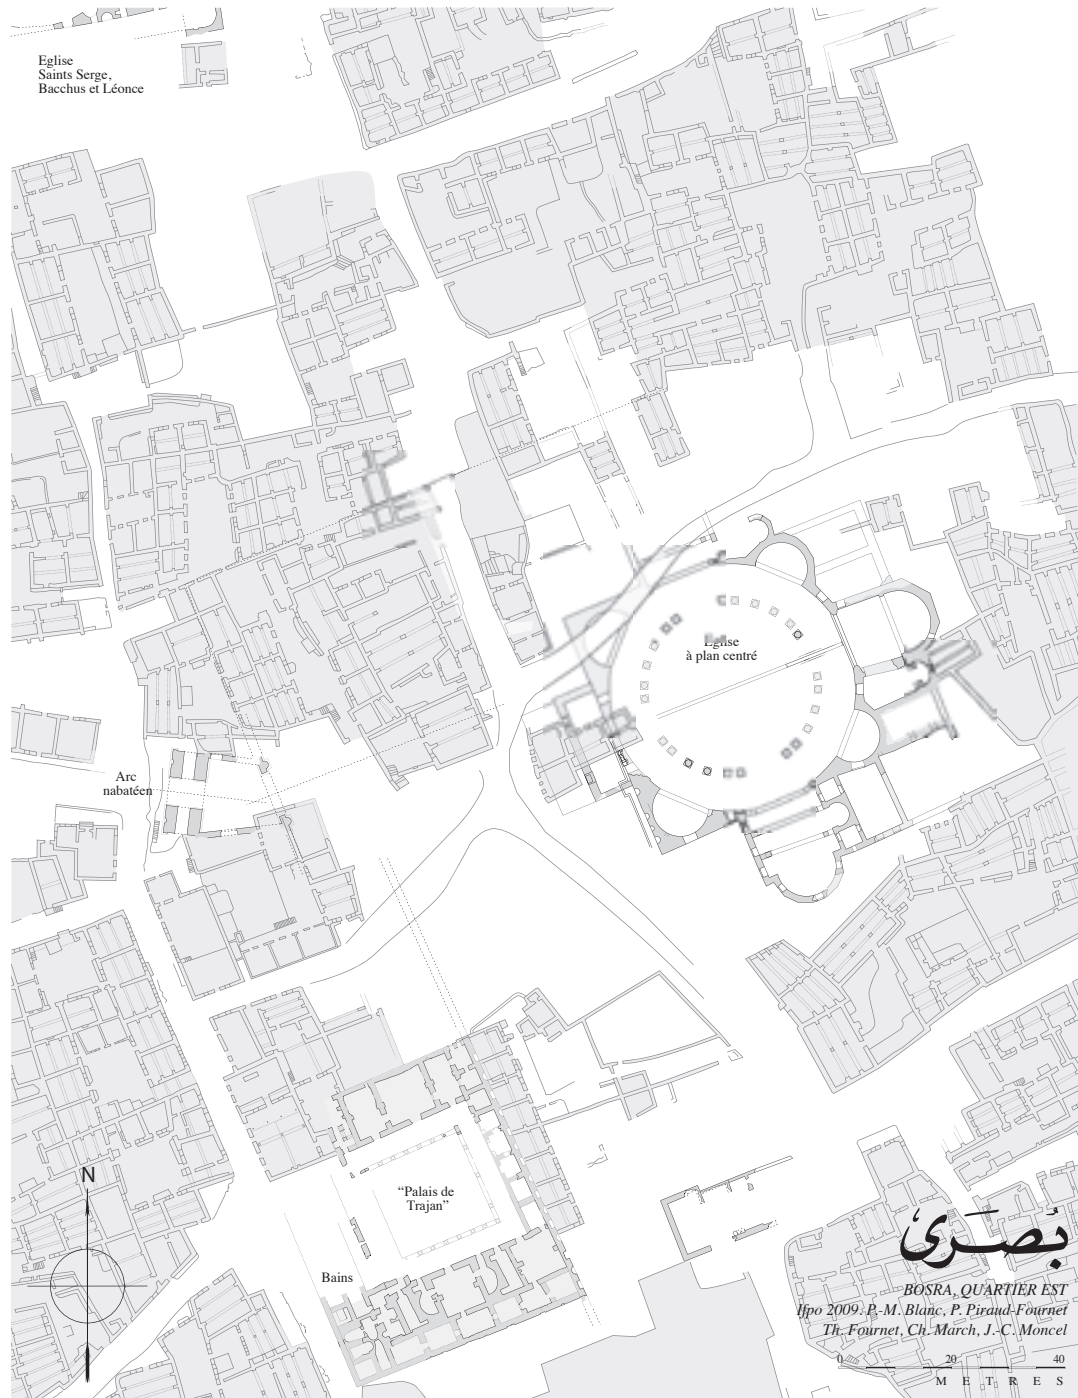 Eglise
Saints Serge,
Bacchus et Léonce
Eglise
à plan centré
Arc
nabatéen
N
“Palais de
Trajan”
Bains
بُصرَى
BOSRA, QUARTIER EST
Ifpo 2009. P.-M. Blanc, P. Piraud-Fournet
Th. Fournet, Ch. March, J.-C. Moncel
0 20 40
M E T R E S